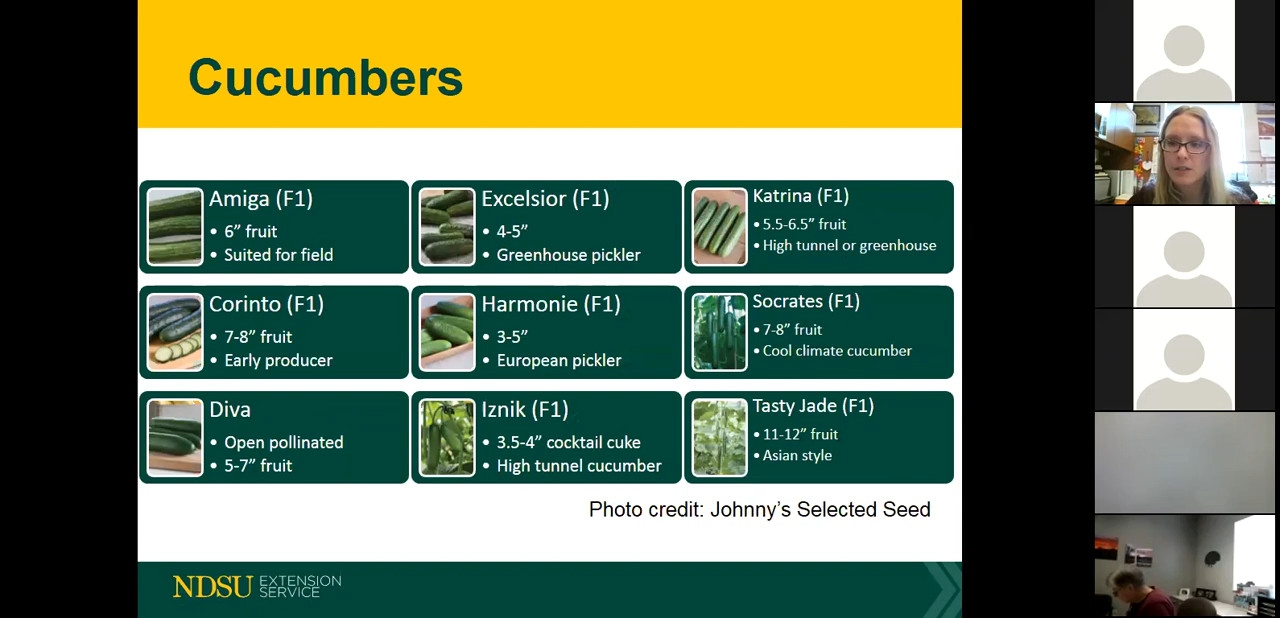 Cucumbers
Amiga (F1)
• 6” fruit
• Suited for field
Excelsior (F1)
• 4-5”
• Greenhouse pickler
Katrina (F1)
• 5.5-6.5” fruit
• High tunnel or greenhouse
Corinto (F1)
• 7-8” fruit
• Early producer
Harmonie (F1)
• 3-5”
• European pickler
Socrates (F1)
• 7-8” fruit
• Cool climate cucumber
Diva
• Open pollinated
• 5-7” fruit
Iznik (F1)
• 3.5-4” cocktail cuke
• High tunnel cucumber
Tasty Jade (F1)
• 11-12” fruit
• Asian style
Photo credit: Johnny’s Selected Seed
NDSU EXTENSION
SERVICE